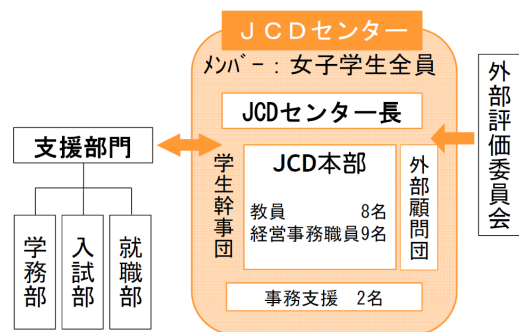 JCDセンター
メンバー：女子学生全員
JCDセンター長
支援部門
学務部
入試部
就職部
学生幹事団
JCD本部
教員 8名
経営事務職員9名
外部顧問団
事務支援 2名
外部評価委員会